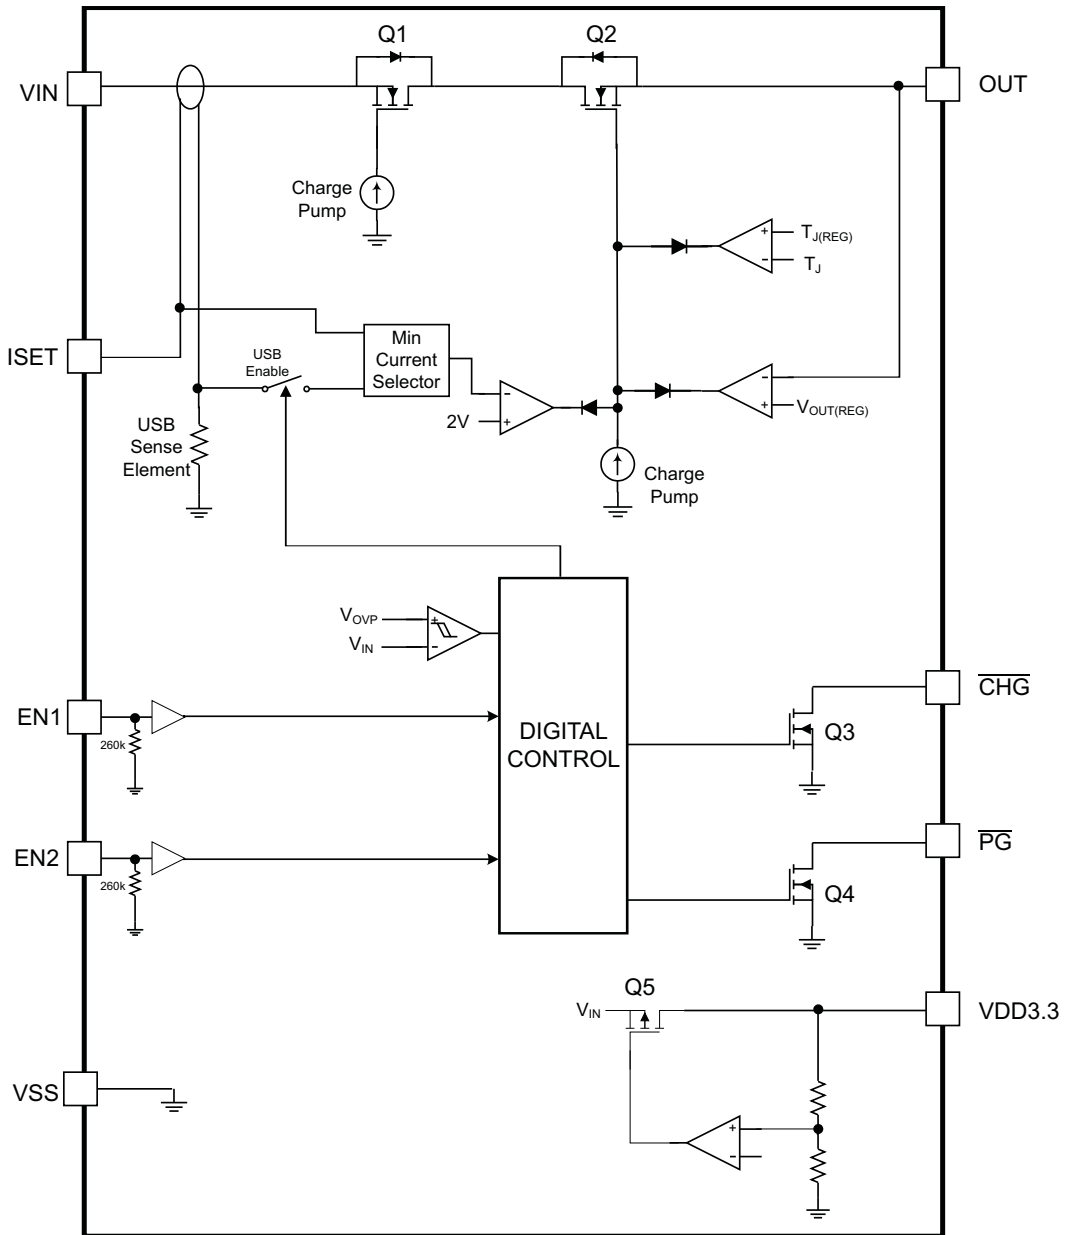 Q1
Q2
VIN
OUT
Charge
Pump
TJ(REG)
TJ
ISET
USB
Enable
Min
Current
Selector
2V
VOUT(REG)
USB
Sense
Element
Charge
Pump
VOVP
VIN
EN1
260k
DIGITAL
CONTROL
CHG
Q3
EN2
260k
PG
Q4
Q5
VIN
VDD3.3
VSS